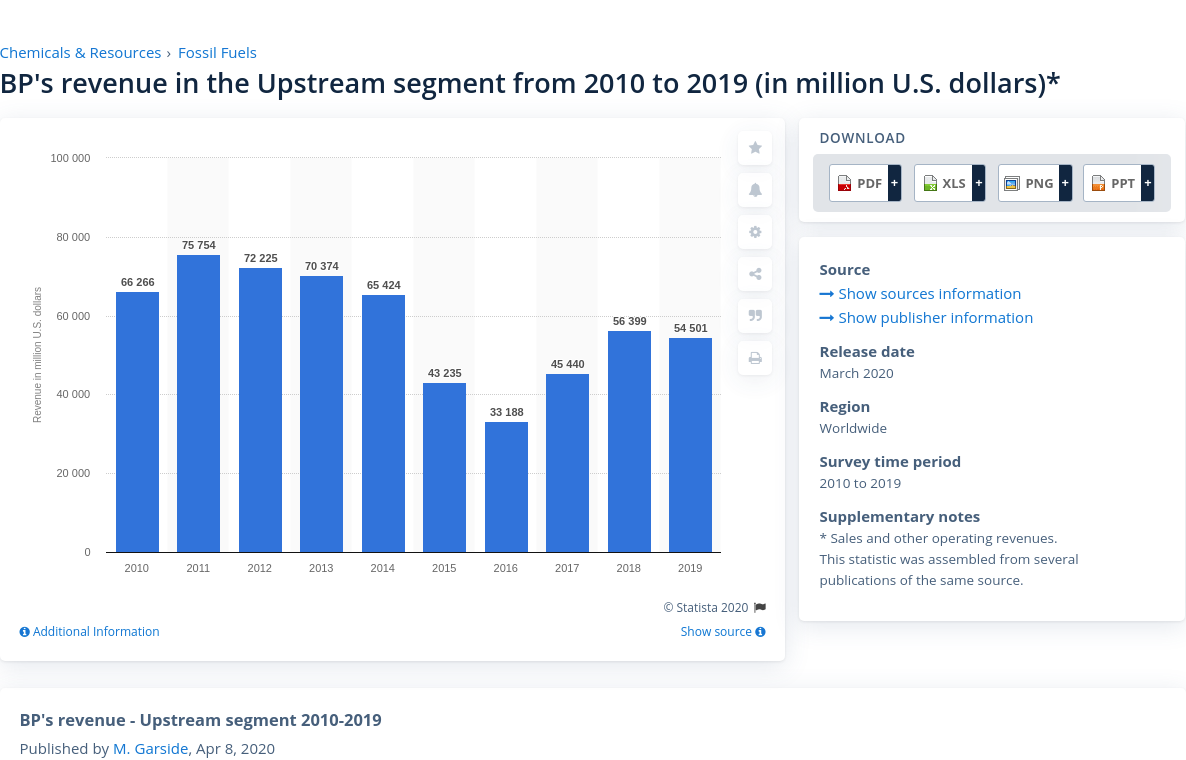 Chemicals & Resources › Fossil Fuels
BP's revenue in the Upstream segment from 2010 to 2019 (in million U.S. dollars)*
Revenue in million U.S. dollars
100 000
80 000
60 000
40 000
20 000
0
66 266
75 754
72 225
70 374
65 424
43 235
33 188
45 440
56 399
54 501
2010 2011 2012 2013 2014 2015 2016 2017 2018 2019
© Statista 2020
Additional Information
Show source
DOWNLOAD
PDF + XLS + PNG + PPT +
Source
Show sources information
Show publisher information
Release date
March 2020
Region
Worldwide
Survey time period
2010 to 2019
Supplementary notes
* Sales and other operating revenues.
This statistic was assembled from several
publications of the same source.
BP's revenue - Upstream segment 2010-2019
Published by M. Garside, Apr 8, 2020